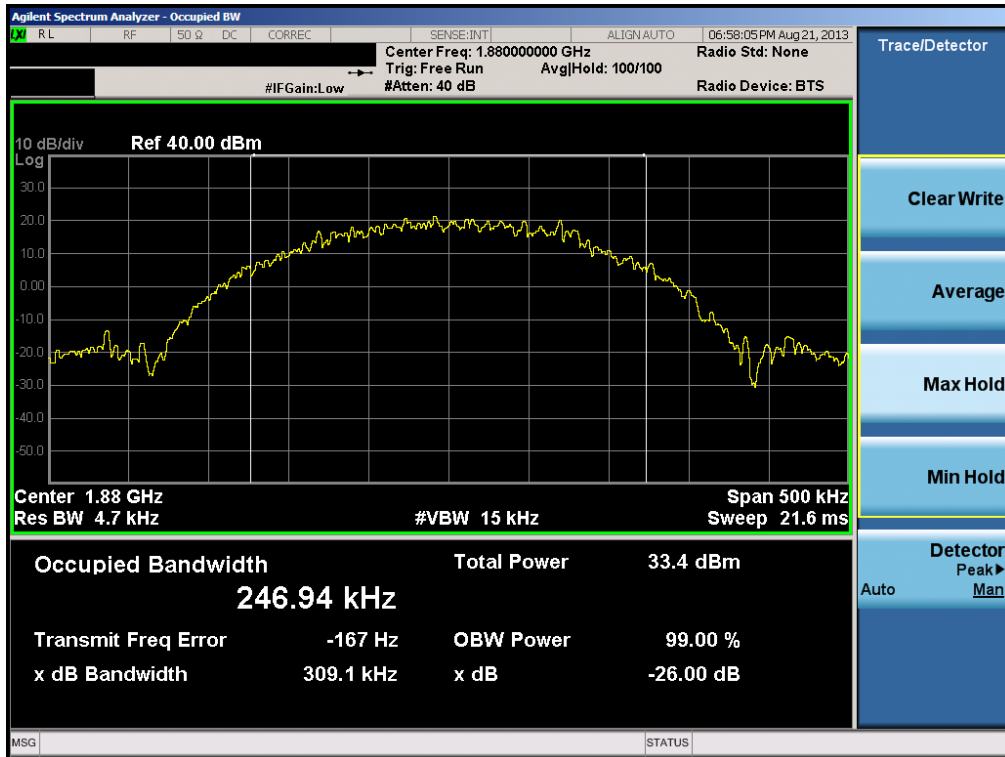 Agilent Spectrum Analyzer - Occupied BW
LXI RL RF 50 Ω DC CORREC SENSE:INT ALIGN AUTO 06:58:05 PM Aug 21, 2013
Center Freq: 1.880000000 GHz Radio Std: None
Trig: Free Run Avg|Hold: 100/100
#IFGain:Low #Atten: 40 dB Radio Device: BTS
10 dB/div Ref 40.00 dBm
Log
30.0
20.0
10.0
0.00
-10.0
-20.0
-30.0
-40.0
-50.0
Center 1.88 GHz Span 500 kHz
Res BW 4.7 kHz #VBW 15 kHz Sweep 21.6 ms
Occupied Bandwidth Total Power 33.4 dBm
246.94 kHz
Transmit Freq Error -167 Hz OBW Power 99.00 %
x dB Bandwidth 309.1 kHz x dB -26.00 dB
MSG STATUS
Trace/Detector
Clear Write
Average
Max Hold
Min Hold
Detector
Peak▶
Auto Man